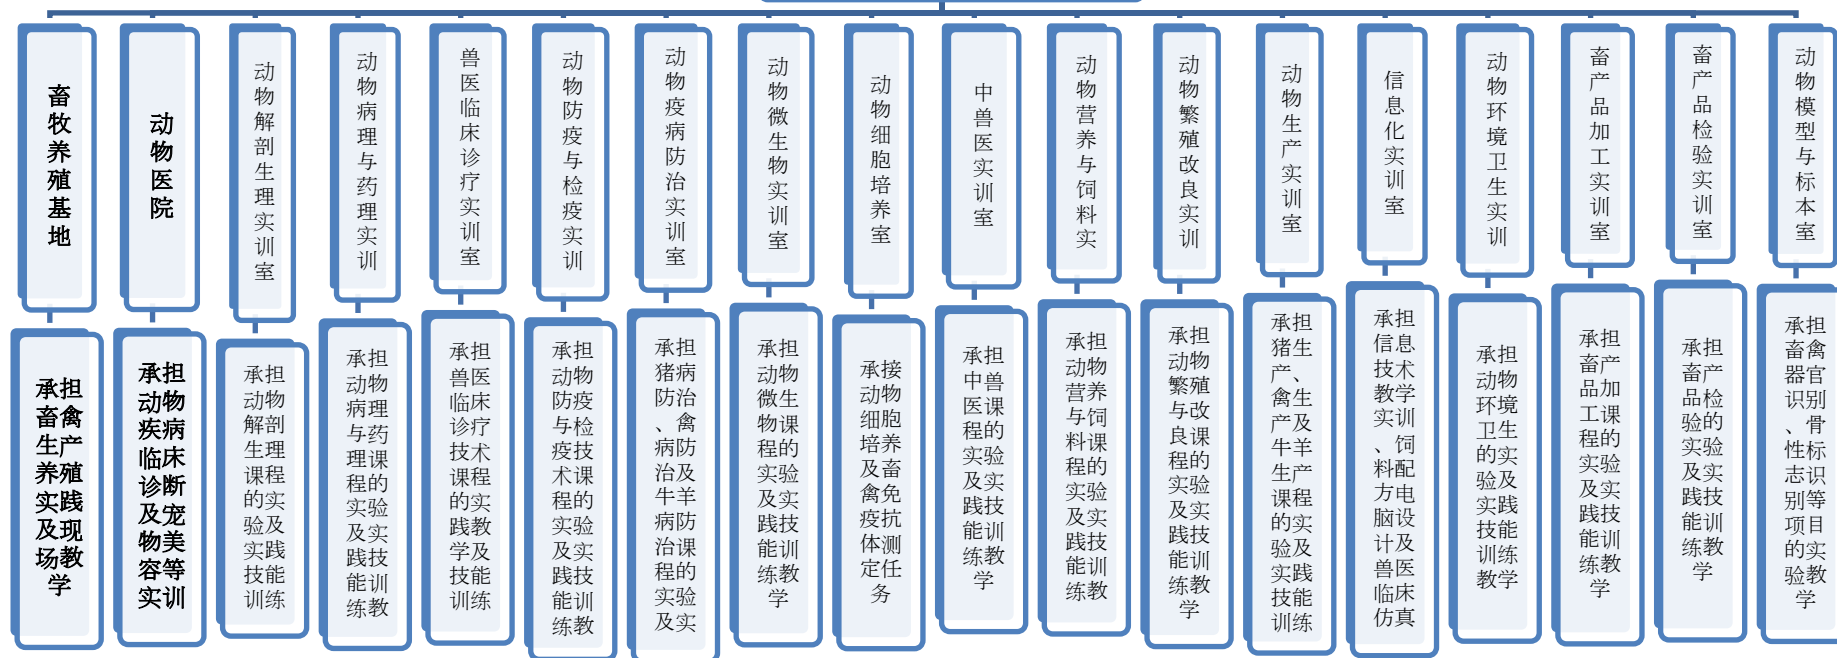 畜牧养殖基地
动物医院
动物解剖生理实训室
动物病理与药理实训
兽医临床诊疗实训室
动物防疫与检疫实训
动物疫病防治实训室
动物微生物实训室
动物细胞培养室
中兽医实训室
动物营养与饲料实
动物繁殖改良实训
动物生产实训室
信息化实训室
动物环境卫生实训
畜产品加工实训室
畜产品检验实训室
动物模型与标本室
承担畜禽生产养殖实践及现场教学
承担动物疾病临床诊断及宠物美容等实训
承担动物解剖生理课程的实验及实践技能训练
承担动物病理与药理课程的实验及实践技能训练教
承担兽医临床诊疗技术课程的实践教学及技能训练
承担动物防疫与检疫技术课程的实验及实践技能训练教
承担猪病防治、禽病防治及牛羊病防治课程的实验及实
承担动物微生物课程的实验及实践技能训练教学
承接动物细胞培养及畜禽免疫抗体测定任务
承担中兽医课程的实验及实践技能训练教学
承担动物营养与饲料课程的实验及实践技能训练教
承担动物繁殖与改良课程的实验及实践技能训练教学
承担猪生产、禽生产及牛羊生产课程的实验及实践技能训练
承担信息技术教学实训、饲料配方电脑设计及兽医临床仿真
承担动物环境卫生的实验及实践技能训练教学
承担畜产品加工课程的实验及实践技能训练教学
承担畜产品检验的实验及实践技能训练教学
承担畜禽器官识别、骨性标志识别等项目的实验教学